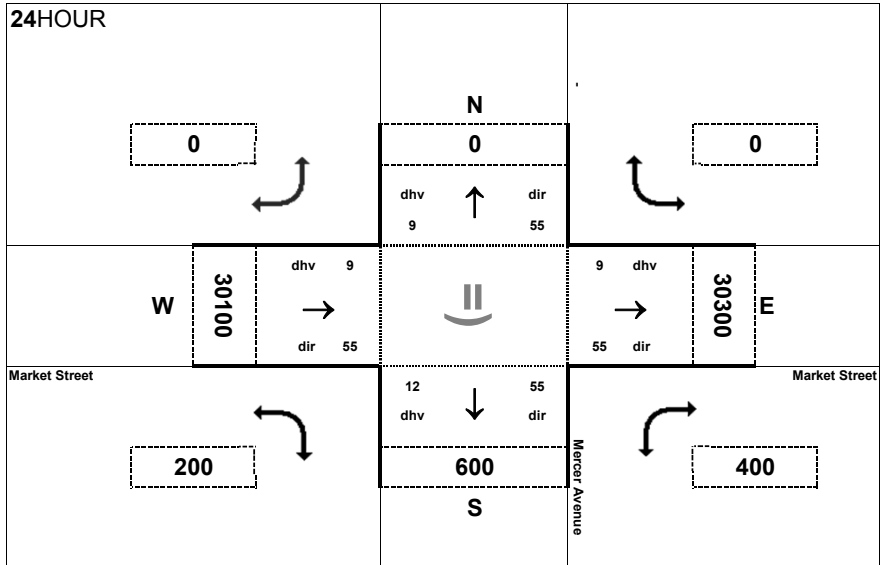 24HOUR
N
0
0
0
dhv
dir
9
55
dhv 9
9 dhv
W
30100
30300
E
dir 55
55 dir
Market Street
Market Street
12
55
dhv
dir
200
600
400
Mercer Avenue
S